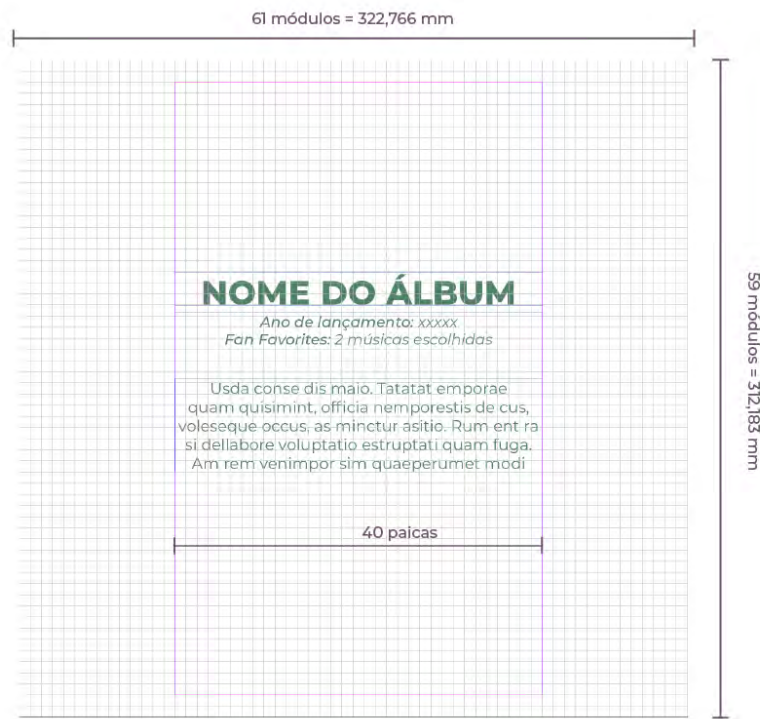 61 módulos = 322,766 mm
NOME DO ÁLBUM
Ano de lançamento: xxxxx
Fan Favorites: 2 músicas escolhidas
Usda conse dis maio. Tatatat emporae
quam quisimint, officia nemporestis de cus,
voleseque occus, as minctur asitio. Rum ent ra
si dellabore voluptatio estruptati quam fuga.
Am rem venimpor sim quaeperumet modi
40 paicas
59 módulos = 312,183 mm